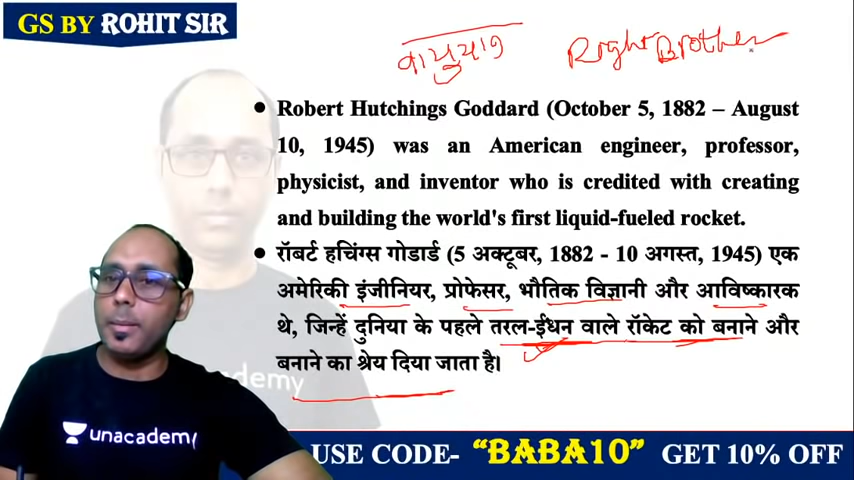 GS BY ROHIT SIR
वायुयान
Right Brother
• Robert Hutchings Goddard (October 5, 1882 – August
10, 1945) was an American engineer, professor,
physicist, and inventor who is credited with creating
and building the world's first liquid-fueled rocket.
• रॉबर्ट हचिंग्स गोडार्ड (5 अक्टूबर, 1882 - 10 अगस्त, 1945) एक
अमेरिकी इंजीनियर, प्रोफेसर, भौतिक विज्ञानी और आविष्कारक
थे, जिन्हें दुनिया के पहले तरल-ईंधन वाले रॉकेट को बनाने और
बनाने का श्रेय दिया जाता है।
ademy
unacademy
USE CODE- “BABA10” GET 10% OFF